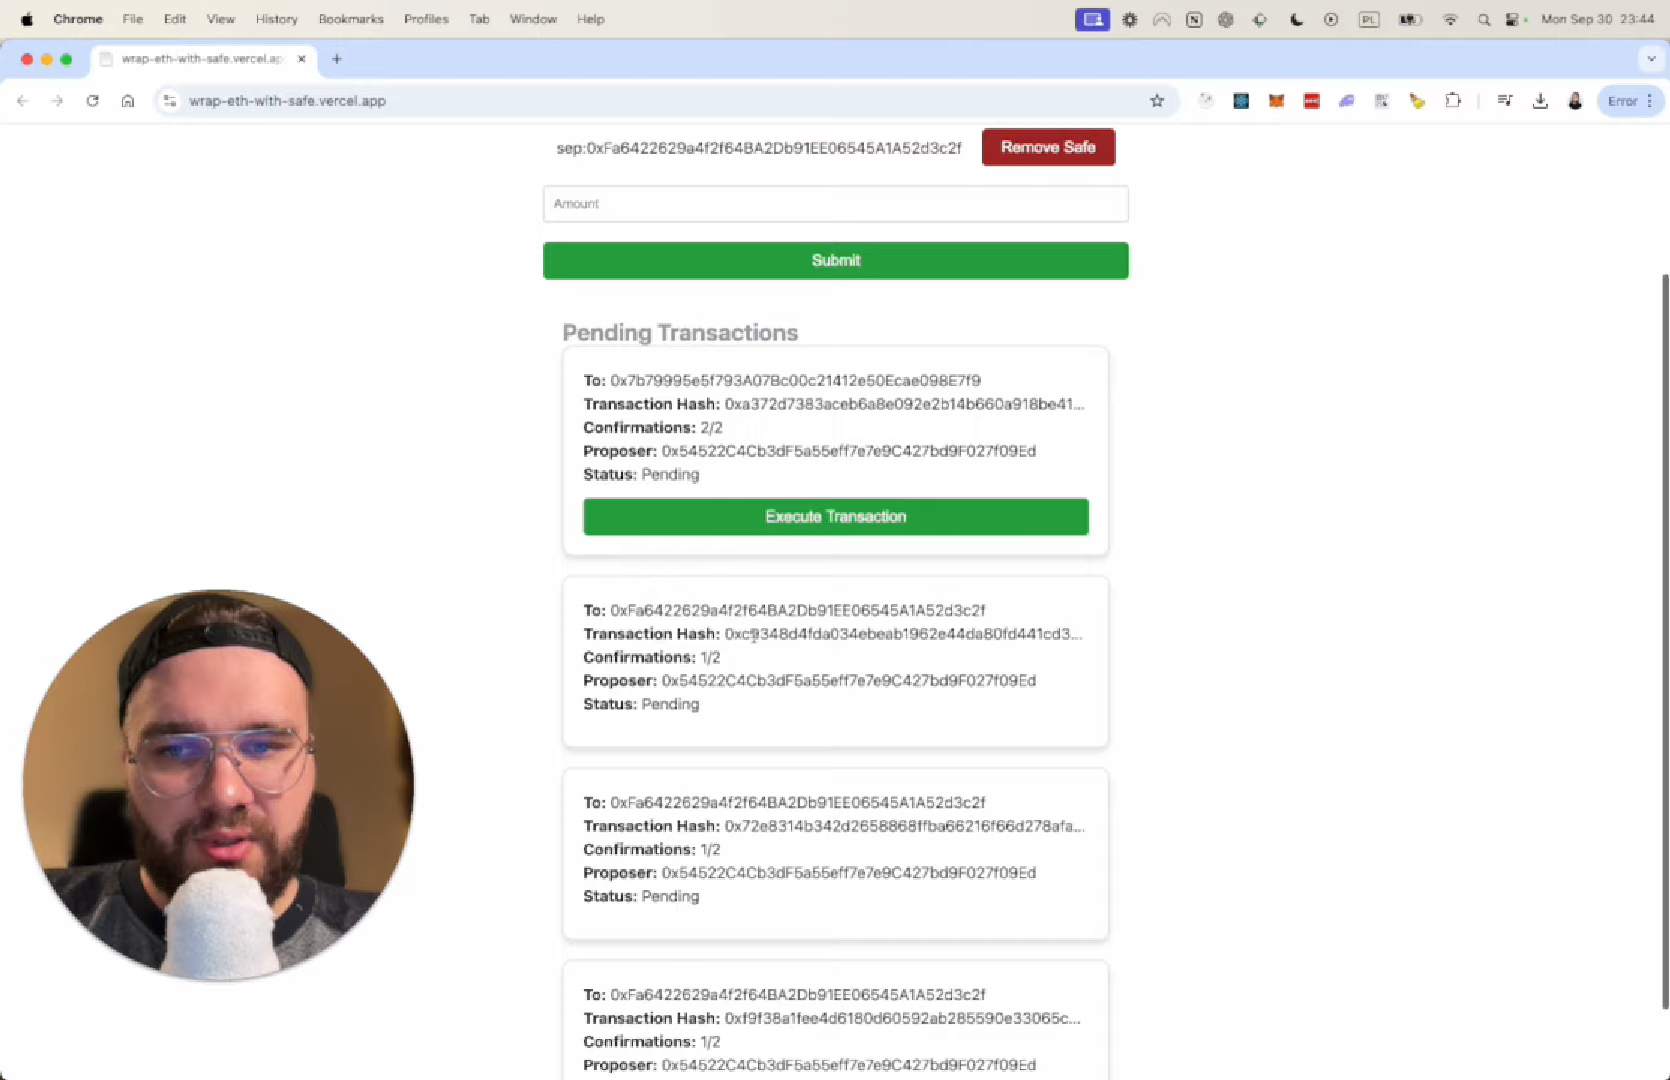 Chrome File Edit View History Bookmarks Profiles Tab Window Help PL Mon Sep 30 23:44
wrap-eth-with-safe.vercel.ap
wrap-eth-with-safe.vercel.app Error
sep:0xFa6422629a4f2f64BA2Db91EE06545A1A52d3c2f Remove Safe
Amount
Submit
Pending Transactions
To: 0x7b79995e5f793A07Bc00c21412e50Ecae098E7f9
Transaction Hash: 0xa372d7383aceb6a8e092e2b14b660a918be41...
Confirmations: 2/2
Proposer: 0x54522C4Cb3dF5a55eff7e7e9C427bd9F027f09Ed
Status: Pending
Execute Transaction
To: 0xFa6422629a4f2f64BA2Db91EE06545A1A52d3c2f
Transaction Hash: 0xc9348d4fda034ebeab1962e44da80fd441cd3...
Confirmations: 1/2
Proposer: 0x54522C4Cb3dF5a55eff7e7e9C427bd9F027f09Ed
Status: Pending
To: 0xFa6422629a4f2f64BA2Db91EE06545A1A52d3c2f
Transaction Hash: 0x72e8314b342d2658868ffba66216f66d278afa...
Confirmations: 1/2
Proposer: 0x54522C4Cb3dF5a55eff7e7e9C427bd9F027f09Ed
Status: Pending
To: 0xFa6422629a4f2f64BA2Db91EE06545A1A52d3c2f
Transaction Hash: 0xf9f38a1fee4d6180d60592ab285590e33065c...
Confirmations: 1/2
Proposer: 0x54522C4Cb3dF5a55eff7e7e9C427bd9F027f09Ed